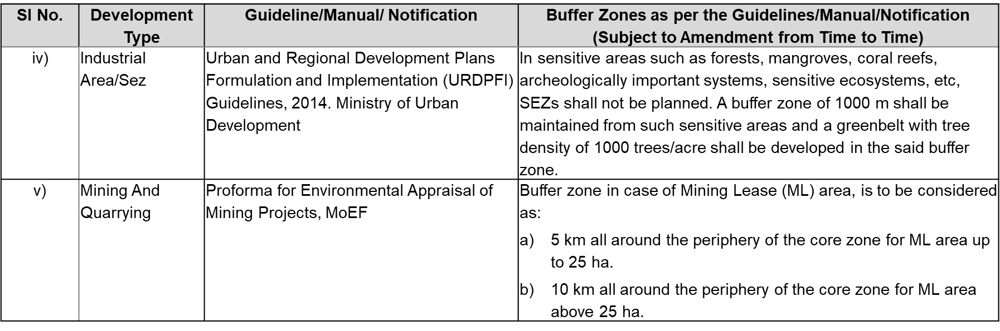 Sl No.
Development
Type
Guideline/Manual/ Notification
Buffer Zones as per the Guidelines/Manual/Notification
(Subject to Amendment from Time to Time)
iv)
Industrial
Area/Sez
Urban and Regional Development Plans
Formulation and Implementation (URDPFI)
Guidelines, 2014. Ministry of Urban
Development
In sensitive areas such as forests, mangroves, coral reefs,
archeologically important systems, sensitive ecosystems, etc,
SEZs shall not be planned. A buffer zone of 1000 m shall be
maintained from such sensitive areas and a greenbelt with tree
density of 1000 trees/acre shall be developed in the said buffer
zone.
v)
Mining And
Quarrying
Proforma for Environmental Appraisal of
Mining Projects, MoEF
Buffer zone in case of Mining Lease (ML) area, is to be considered
as:
a) 5 km all around the periphery of the core zone for ML area up
to 25 ha.
b) 10 km all around the periphery of the core zone for ML area
above 25 ha.